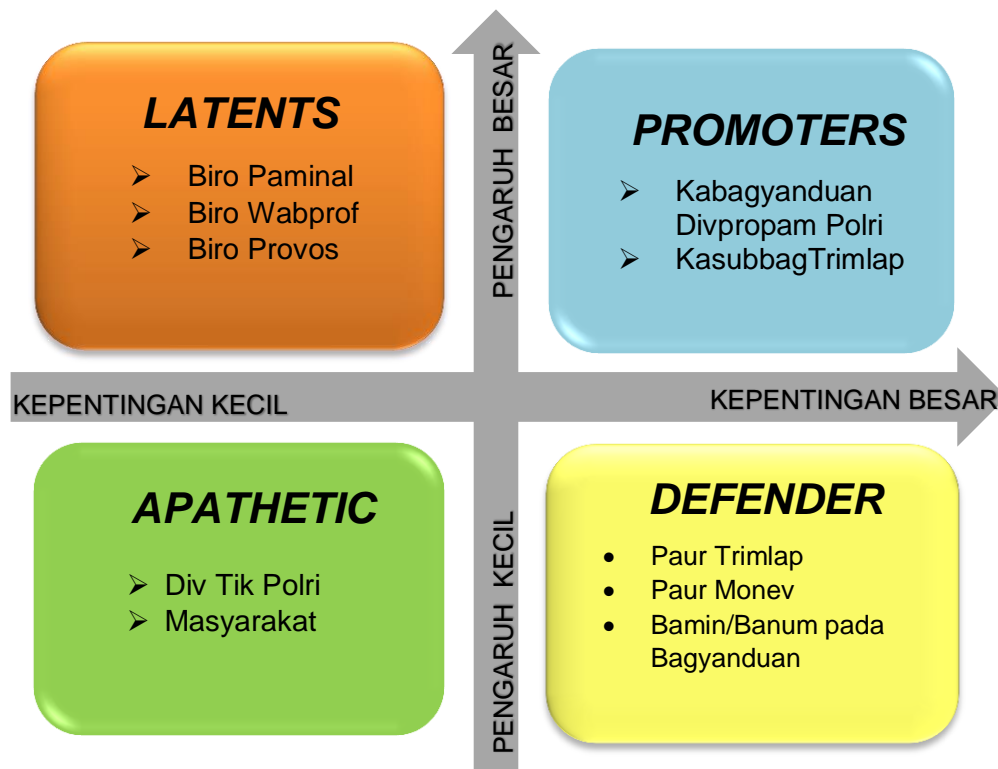 PENGARUH BESAR
LATENTS
➢ Biro Paminal
➢ Biro Wabprof
➢ Biro Provos
PROMOTERS
➢ Kabagyanduan
Divpropam Polri
➢ KasubbagTrimlap
KEPENTINGAN KECIL
KEPENTINGAN BESAR
APATHETIC
➢ Div Tik Polri
➢ Masyarakat
DEFENDER
• Paur Trimlap
• Paur Monev
• Bamin/Banum pada
Bagyanduan
PENGARUH KECIL